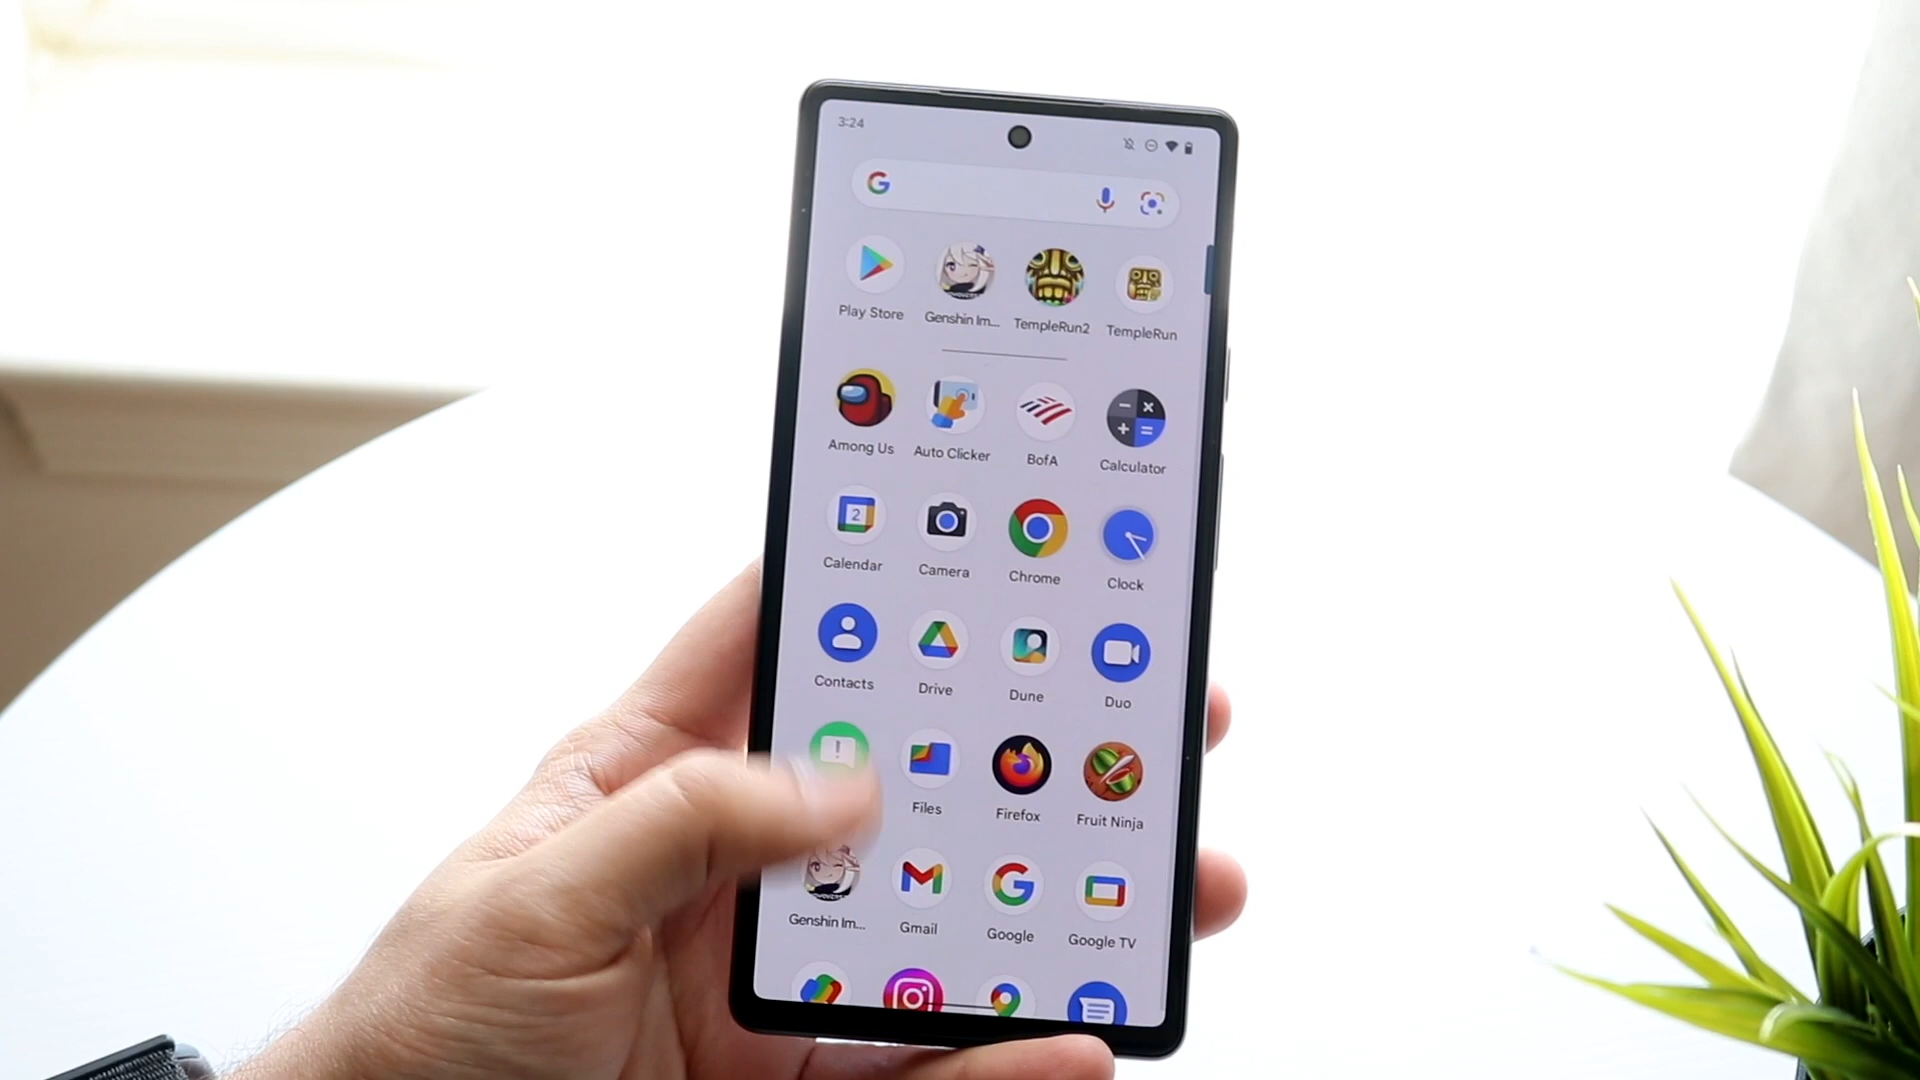 3:24
Play Store
Genshin Im...
TempleRun2
TempleRun
Among Us
Auto Clicker
BofA
Calculator
2
Calendar
Camera
Chrome
Clock
Contacts
Drive
Dune
Duo
Files
Firefox
Fruit Ninja
Genshin Im...
Gmail
Google
Google TV